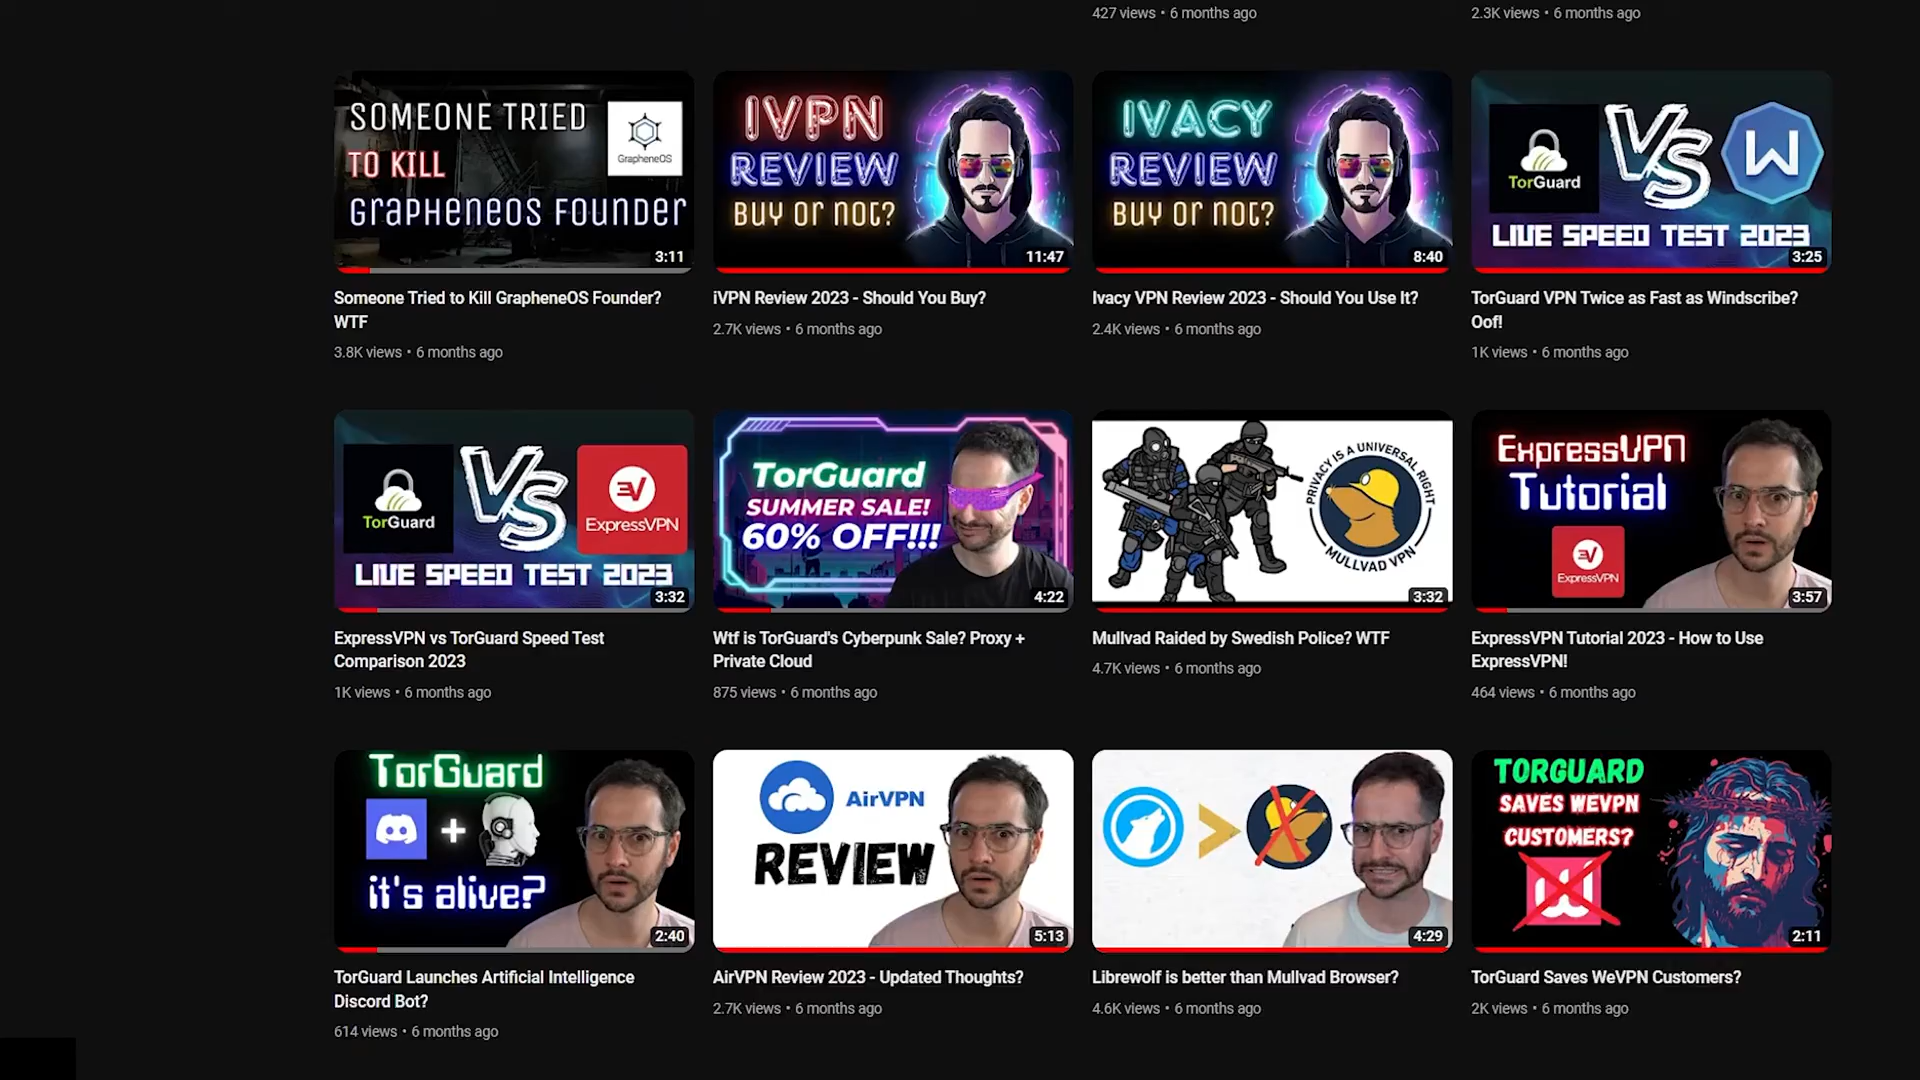 427 views • 6 months ago
2.3K views • 6 months ago
SOMEONE TRIED
TO KILL
GRAPHENEOS FOUNDER
GrapheneOS
3:11
IVPN
REVIEW
BUY OR NOT?
11:47
IVACY
REVIEW
BUY OR NOT?
8:40
TorGuard
VS
W
LIVE SPEED TEST 2023
3:25
Someone Tried to Kill GrapheneOS Founder?
WTF
3.8K views • 6 months ago
iVPN Review 2023 - Should You Buy?
2.7K views • 6 months ago
Ivacy VPN Review 2023 - Should You Use It?
2.4K views • 6 months ago
TorGuard VPN Twice as Fast as Windscribe?
Oof!
1K views • 6 months ago
TorGuard
VS
ExpressVPN
LIVE SPEED TEST 2023
3:32
TorGuard
SUMMER SALE!
60% OFF!!!
4:22
PRIVACY IS A UNIVERSAL RIGHT
MULLVAD VPN
3:32
ExpressVPN
Tutorial
ExpressVPN
3:57
ExpressVPN vs TorGuard Speed Test
Comparison 2023
1K views • 6 months ago
Wtf is TorGuard's Cyberpunk Sale? Proxy +
Private Cloud
875 views • 6 months ago
Mullvad Raided by Swedish Police? WTF
4.7K views • 6 months ago
ExpressVPN Tutorial 2023 - How to Use
ExpressVPN!
464 views • 6 months ago
TorGuard
+
it's alive?
2:40
AirVPN
REVIEW
5:13
4:29
TORGUARD
SAVES WEVPN
CUSTOMERS?
2:11
TorGuard Launches Artificial Intelligence
Discord Bot?
614 views • 6 months ago
AirVPN Review 2023 - Updated Thoughts?
2.7K views • 6 months ago
Librewolf is better than Mullvad Browser?
4.6K views • 6 months ago
TorGuard Saves WeVPN Customers?
2K views • 6 months ago